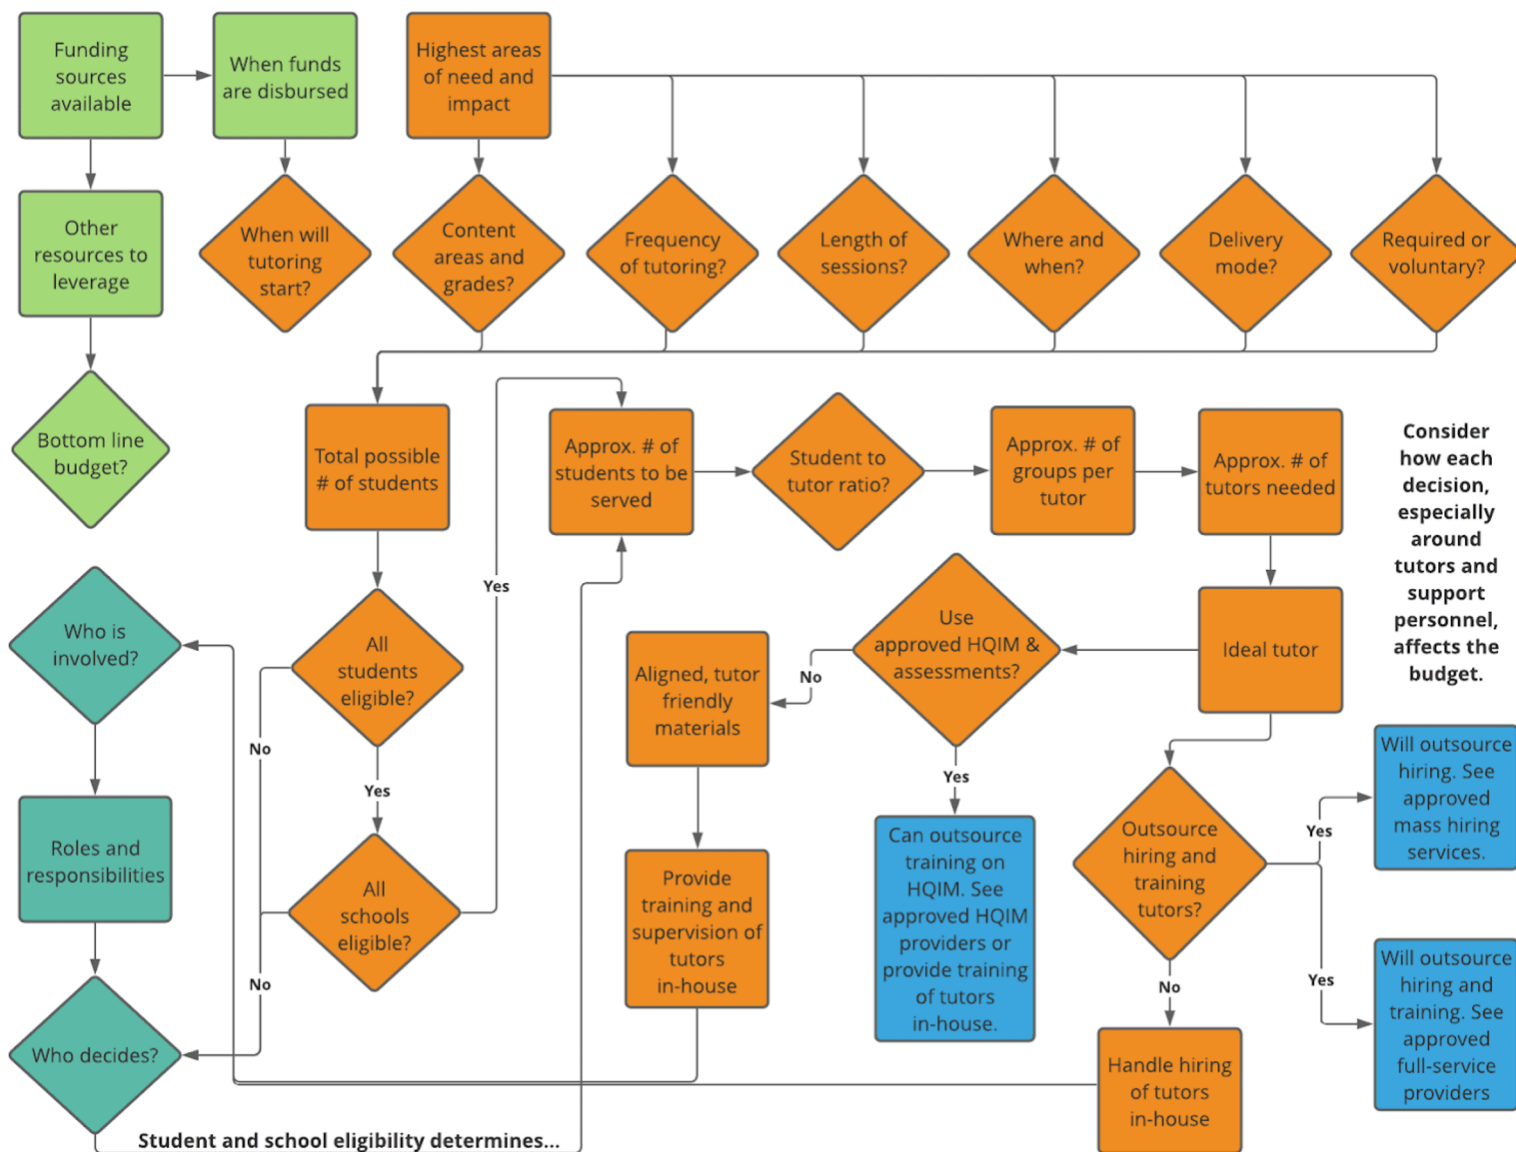 Funding
sources
available
When funds
are disbursed
Highest areas
of need and
impact
Other
resources to
leverage
When will
tutoring
start?
Content
areas and
grades?
Frequency
of tutoring?
Length of
sessions?
Where and
when?
Delivery
mode?
Required or
voluntary?
Bottom line
budget?
Total possible
# of students
Approx. # of
students to be
served
Student to
tutor ratio?
Approx. # of
groups per
tutor
Approx. # of
tutors needed
Consider
how each
decision,
especially
around
tutors and
support
personnel,
affects the
budget.
Yes
Who is
involved?
All
students
eligible?
Aligned, tutor
friendly
materials
No
Use
approved HQIM &
assessments?
Ideal tutor
No
Yes
Yes
Roles and
responsibilities
All
schools
eligible?
Provide
training and
supervision of
tutors
in-house
Can outsource
training on
HQIM. See
approved HQIM
providers or
provide training
of tutors
in-house.
Outsource
hiring and
training
tutors?
Yes
Will outsource
hiring. See
approved
mass hiring
services.
No
No
Yes
Will outsource
hiring and
training. See
approved
full-service
providers
Who decides?
Handle hiring
of tutors
in-house
Student and school eligibility determines...